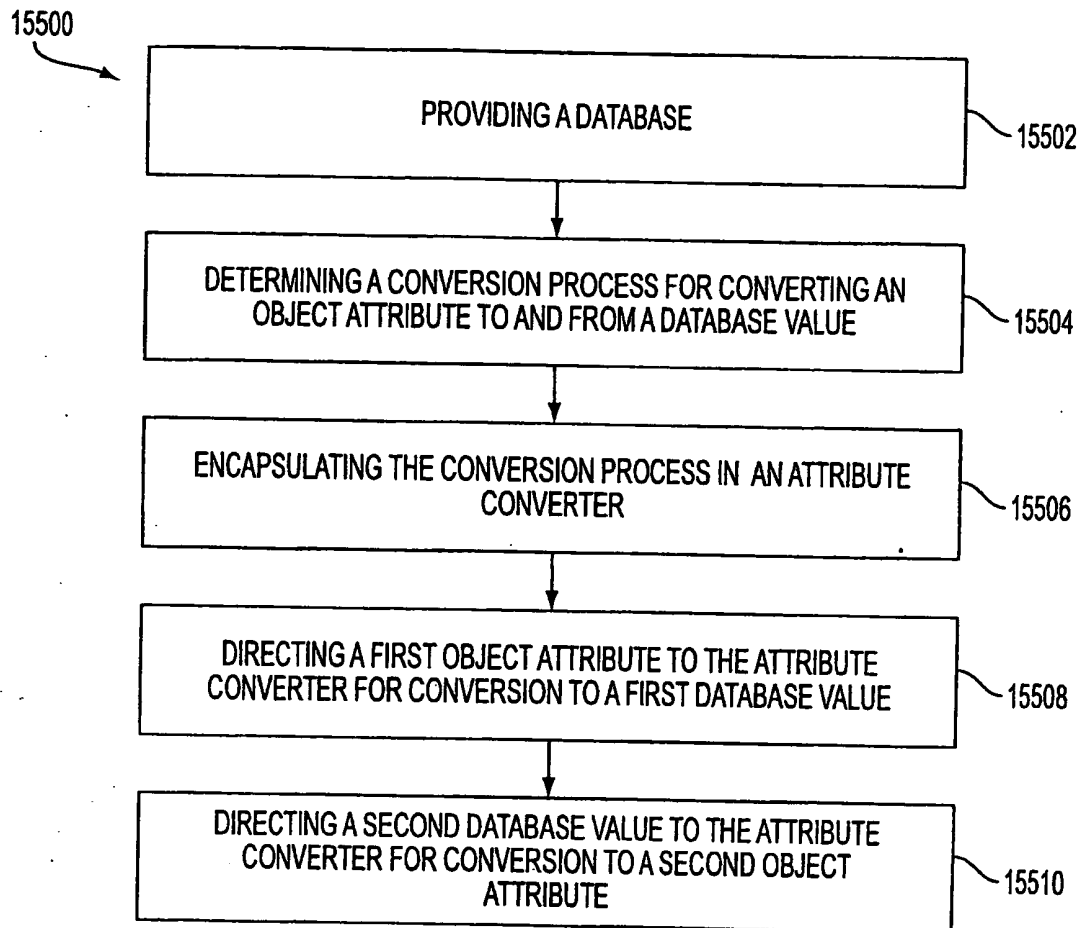 15500
PROVIDING A DATABASE
15502
DETERMINING A CONVERSION PROCESS FOR CONVERTING AN
OBJECT ATTRIBUTE TO AND FROM A DATABASE VALUE
15504
ENCAPSULATING THE CONVERSION PROCESS IN AN ATTRIBUTE
CONVERTER
15506
DIRECTING A FIRST OBJECT ATTRIBUTE TO THE ATTRIBUTE
CONVERTER FOR CONVERSION TO A FIRST DATABASE VALUE
15508
DIRECTING A SECOND DATABASE VALUE TO THE ATTRIBUTE
CONVERTER FOR CONVERSION TO A SECOND OBJECT
ATTRIBUTE
15510